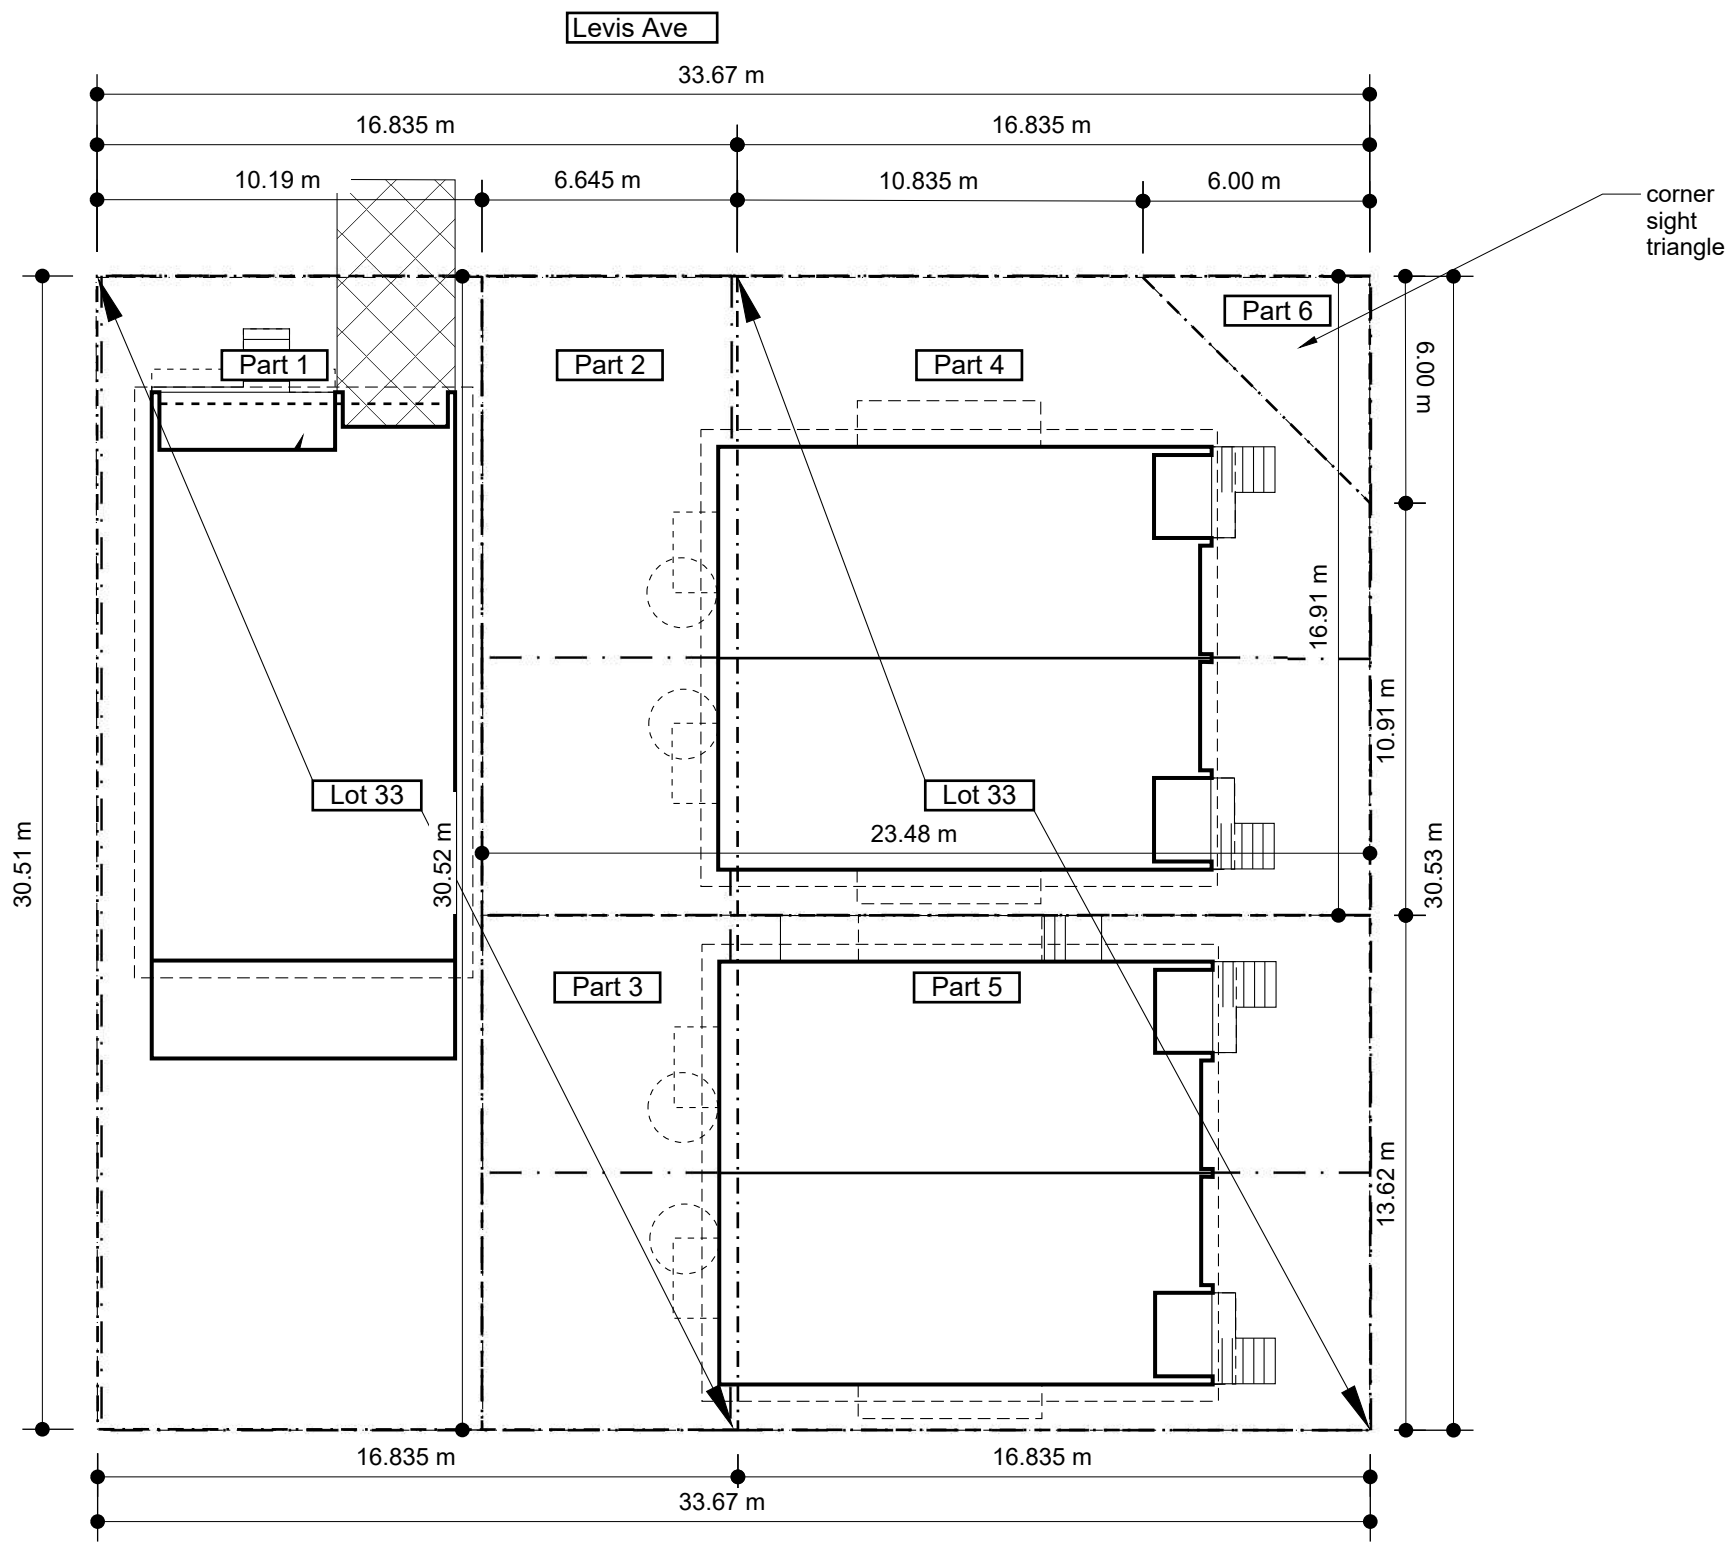 Levis Ave
33.67 m
16.835 m
16.835 m
10.19 m
6.645 m
10.835 m
6.00 m
corner
sight
triangle
Part 6
Part 1
Part 2
Part 4
6.00 m
16.91 m
10.91 m
Lot 33
Lot 33
23.48 m
30.51 m
30.52 m
30.53 m
Part 3
Part 5
13.62 m
16.835 m
16.835 m
33.67 m